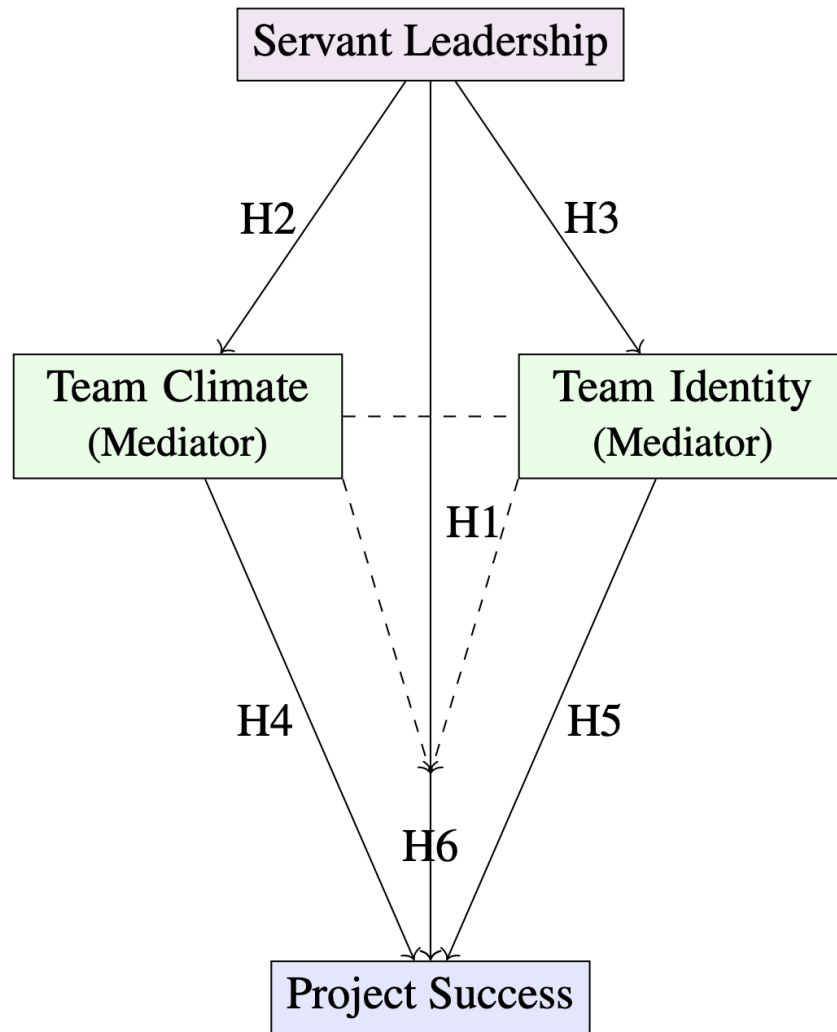 Servant Leadership
H2
H3
Team Climate
(Mediator)
Team Identity
(Mediator)
H1
H4
H5
H6
Project Success